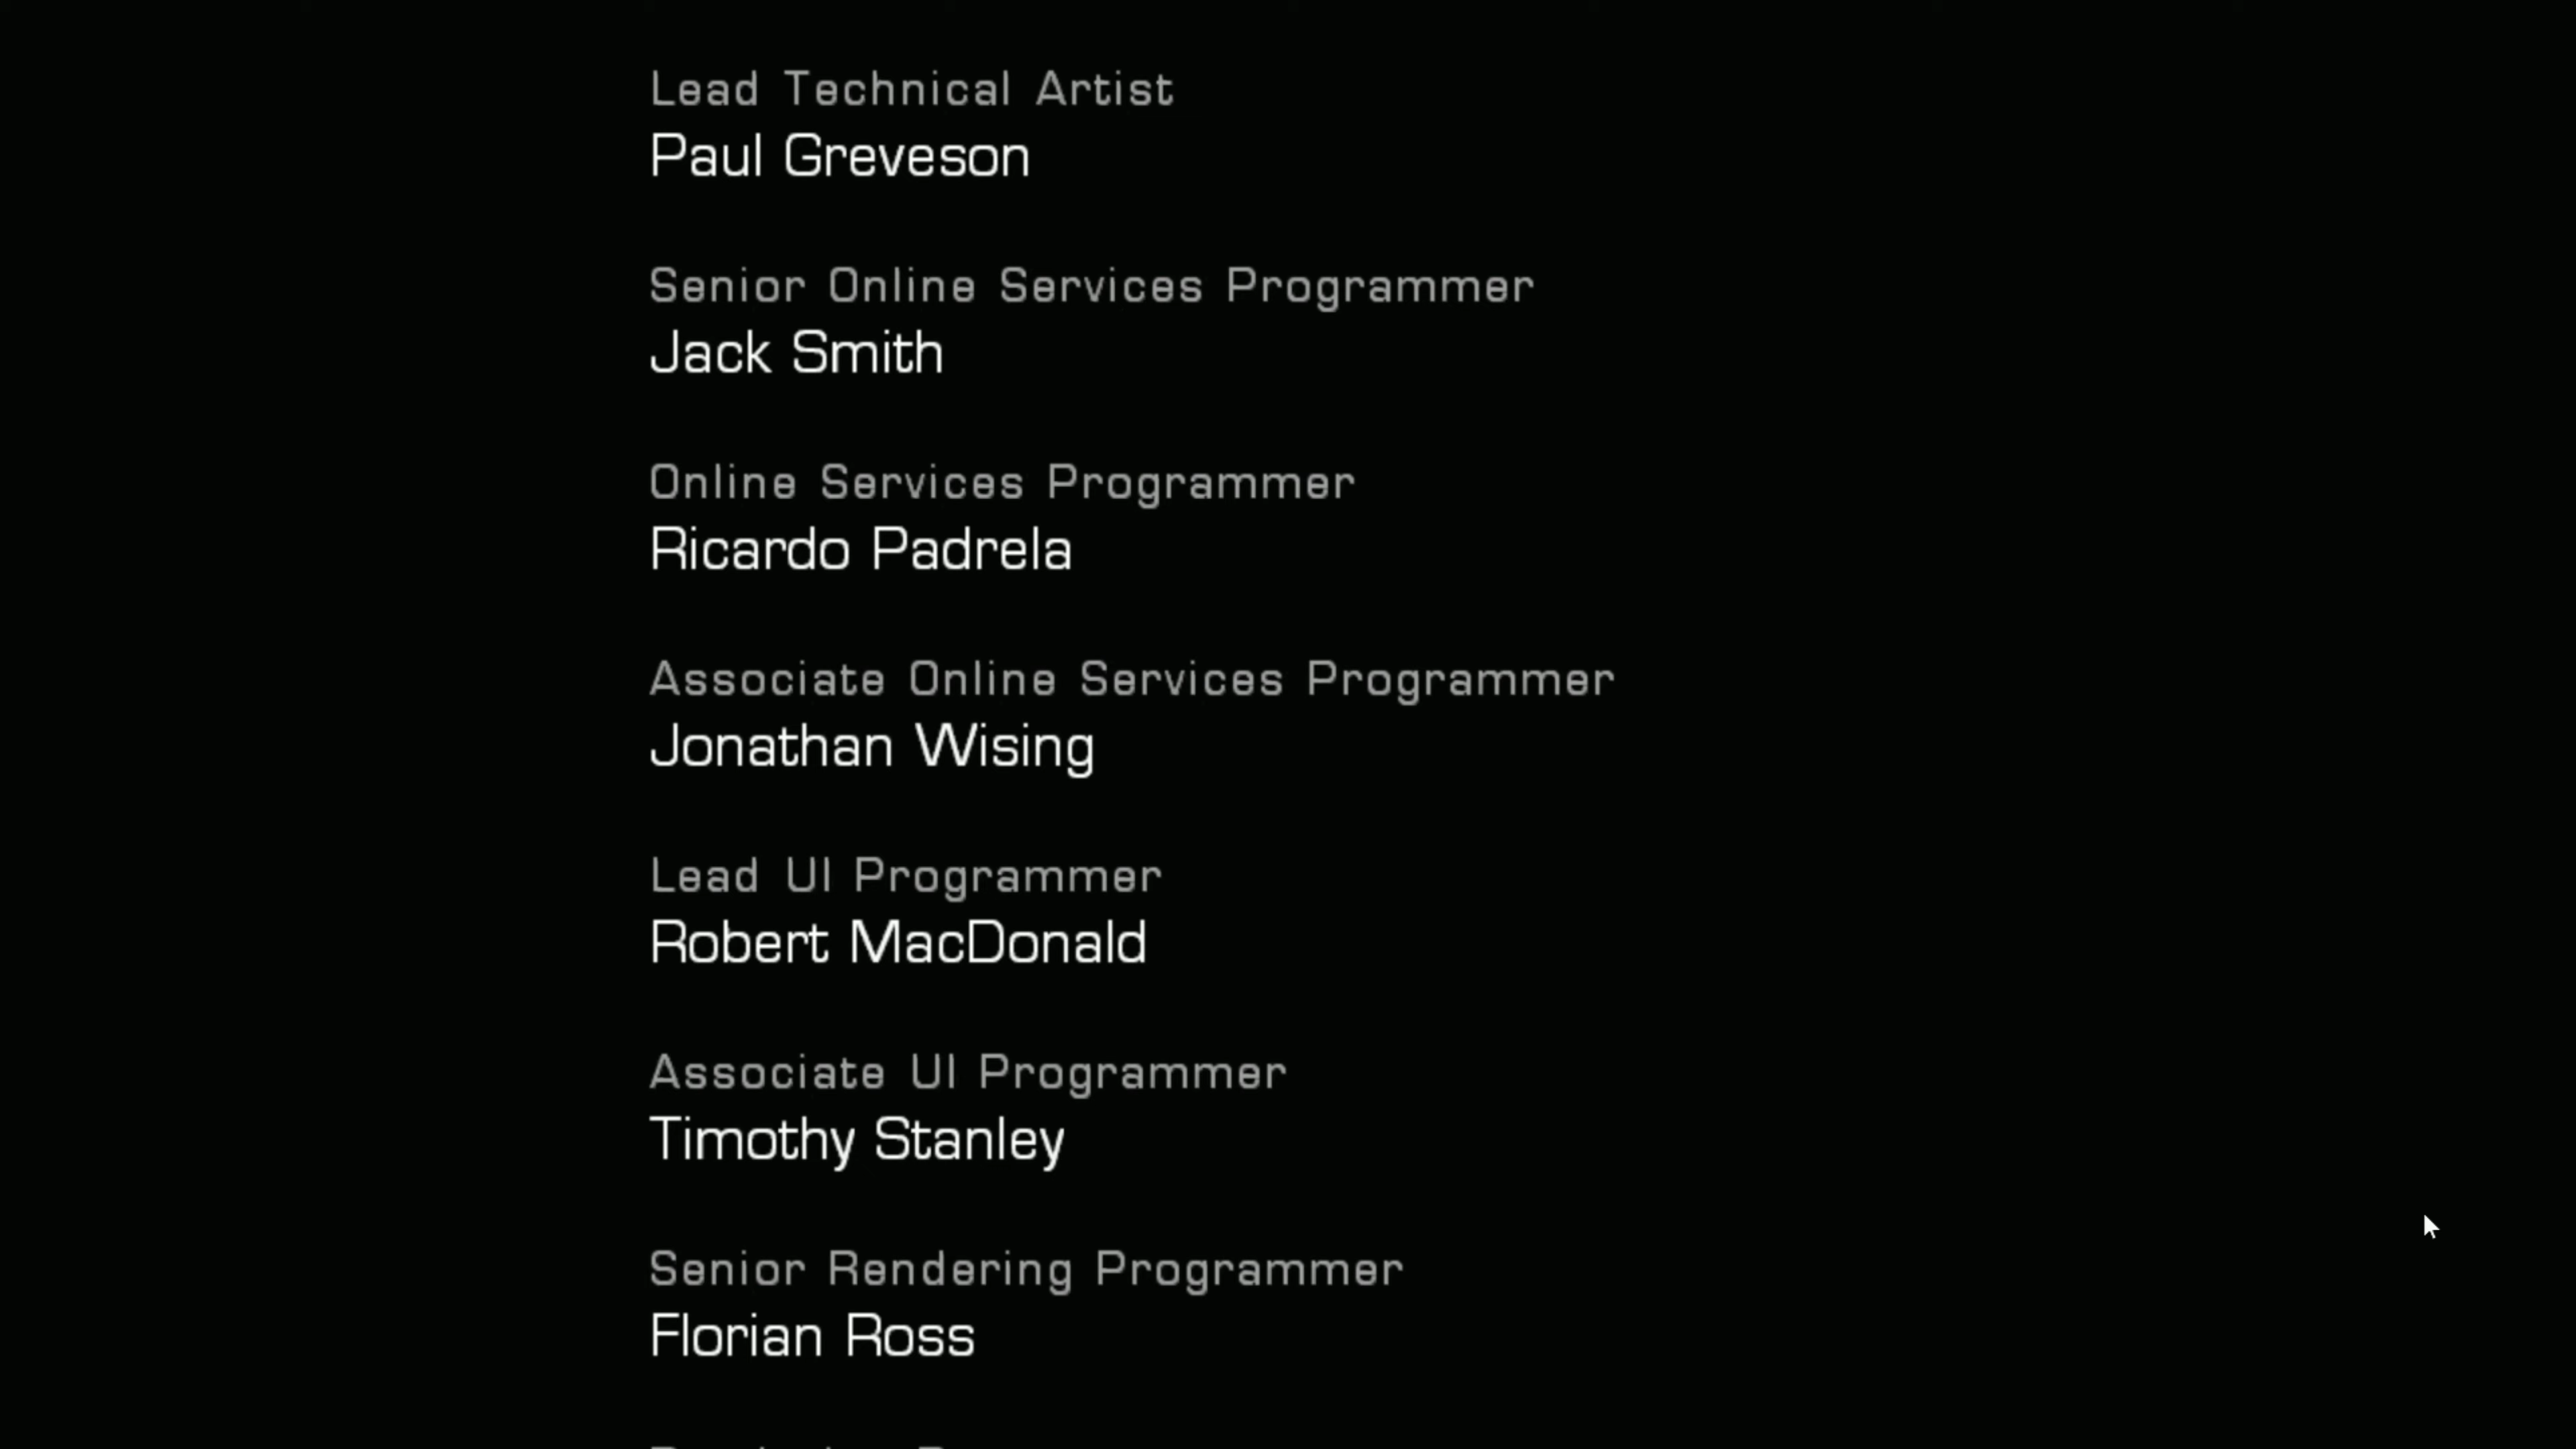 Lead Technical Artist
Paul Greveson
Senior Online Services Programmer
Jack Smith
Online Services Programmer
Ricardo Padrela
Associate Online Services Programmer
Jonathan Wising
Lead UI Programmer
Robert MacDonald
Associate UI Programmer
Timothy Stanley
Senior Rendering Programmer
Florian Ross